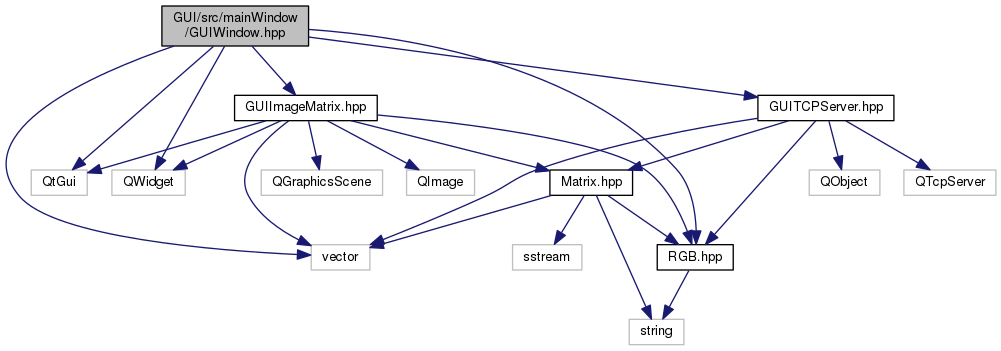 GUI/src/mainWindow
/GUIWindow.hpp
GUIImageMatrix.hpp
GUITCPServer.hpp
QtGui
QWidget
QGraphicsScene
QImage
Matrix.hpp
QObject
QTcpServer
vector
sstream
RGB.hpp
string